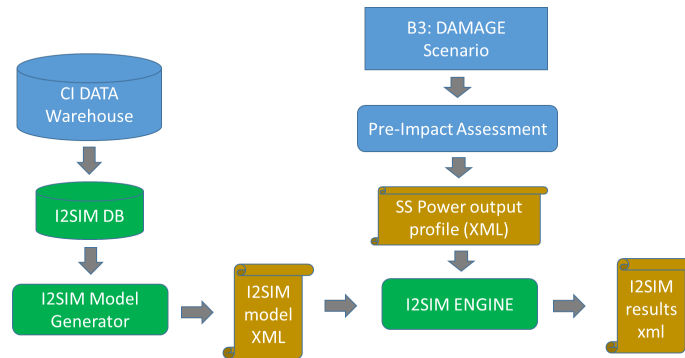 B3: DAMAGE
Scenario
CI DATA
Warehouse
Pre-Impact Assessment
I2SIM DB
SS Power output
profile (XML)
I2SIM Model
Generator
I2SIM
model
XML
I2SIM ENGINE
I2SIM
results
xml